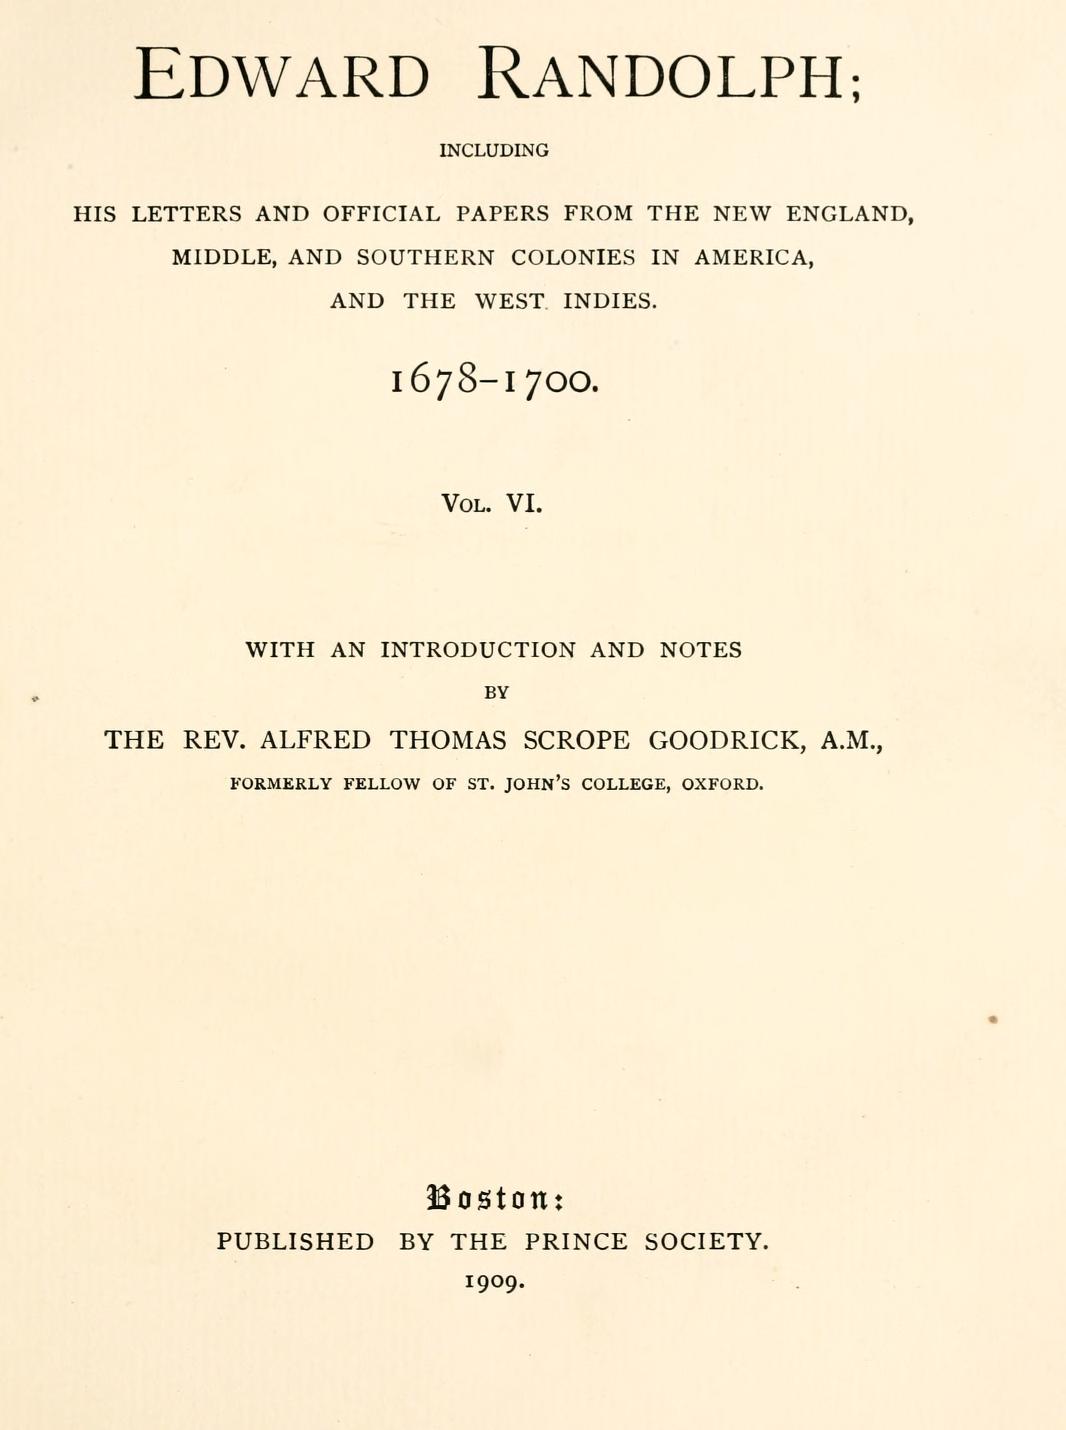 EDWARD RANDOLPH;
INCLUDING
HIS LETTERS AND OFFICIAL PAPERS FROM THE NEW ENGLAND,
MIDDLE, AND SOUTHERN COLONIES IN AMERICA,
AND THE WEST INDIES.
1678–1700.
VOL. VI.
WITH AN INTRODUCTION AND NOTES
BY
THE REV. ALFRED THOMAS SCROPE GOODRICK, A.M.,
FORMERLY FELLOW OF ST. JOHN'S COLLEGE, OXFORD.
Boston:
PUBLISHED BY THE PRINCE SOCIETY.
1909.